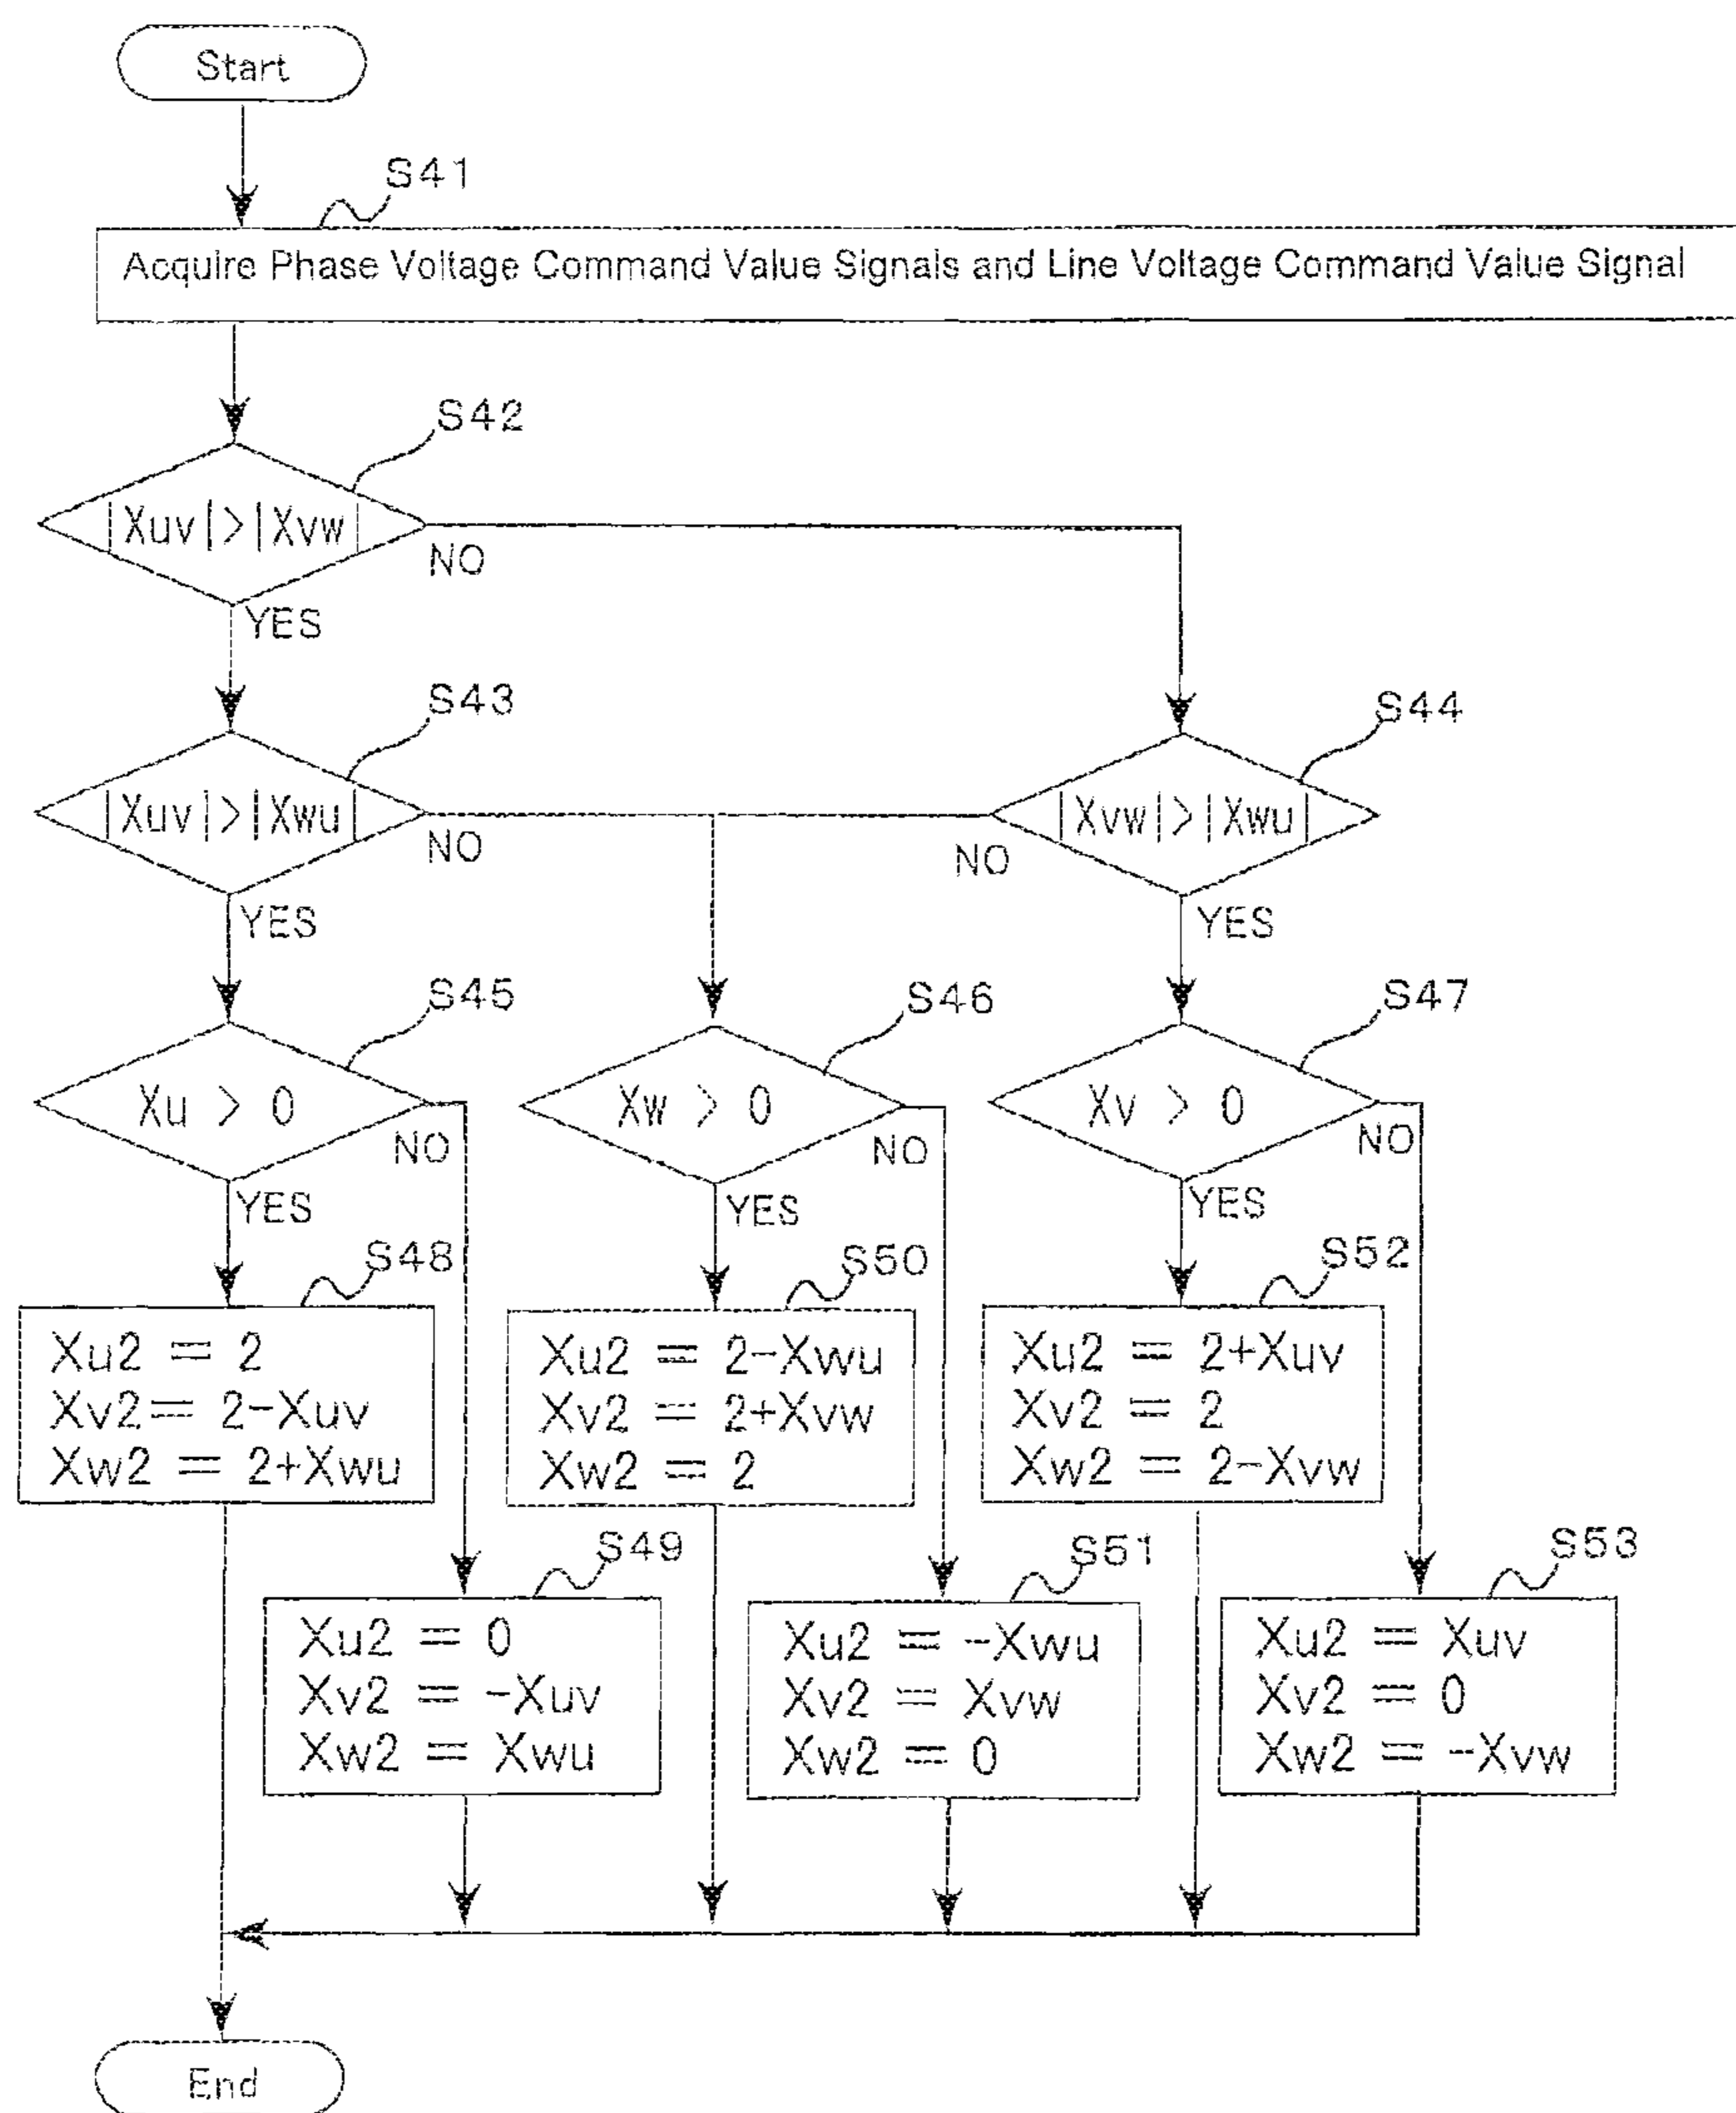 Start
S41
Acquire Phase Voltage Command Value Signals and Line Voltage Command Value Signal
S42
|Xuv|>|Xvw|
NO
YES
S43
|Xuv|>|Xwu|
NO
YES
S44
|Xvw|>|Xwu|
NO
YES
S45
Xu > 0
NO
YES
S46
Xw > 0
NO
YES
S47
Xv > 0
NO
YES
S48
Xu2 = 2
Xv2= 2-Xuv
Xw2 = 2+Xwu
S50
Xu2 = 2-Xwu
Xv2 = 2+Xvw
Xw2 = 2
S52
Xu2 = 2+Xuv
Xv2 = 2
Xw2 = 2-Xvw
S49
Xu2 = 0
Xv2 = -Xuv
Xw2 = Xwu
S51
Xu2 = -Xwu
Xv2 = Xvw
Xw2 = 0
S53
Xu2 = Xuv
Xv2 = 0
Xw2 = -Xvw
End